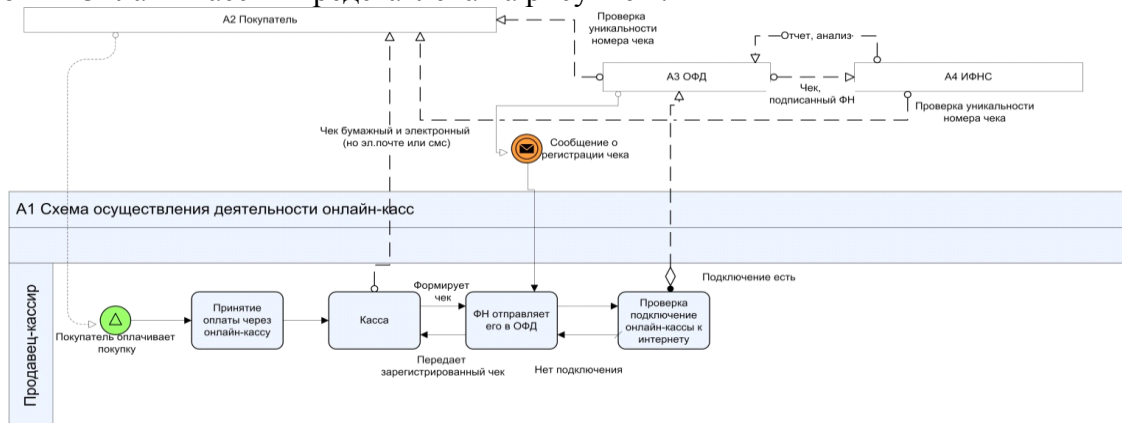 А2 Покупатель
Проверка
уникальности
номера чека
Отчет, анализ
А3 ОФД
Чек,
подписанный ФН
А4 ИФНС
Проверка уникальности
номера чека
Чек бумажный и электронный
(но эл.почте или смс)
Сообщение о
регистрации чека
А1 Схема осуществления деятельности онлайн-касс
Продавец-кассир
Покупатель оплачивает
покупку
Принятие
оплаты через
онлайн-кассу
Касса
Формирует
чек
Передает
зарегистрированный чек
ФН отправляет
его в ОФД
Нет подключения
Проверка
подключение
онлайн-кассы к
интернету
Подключение есть